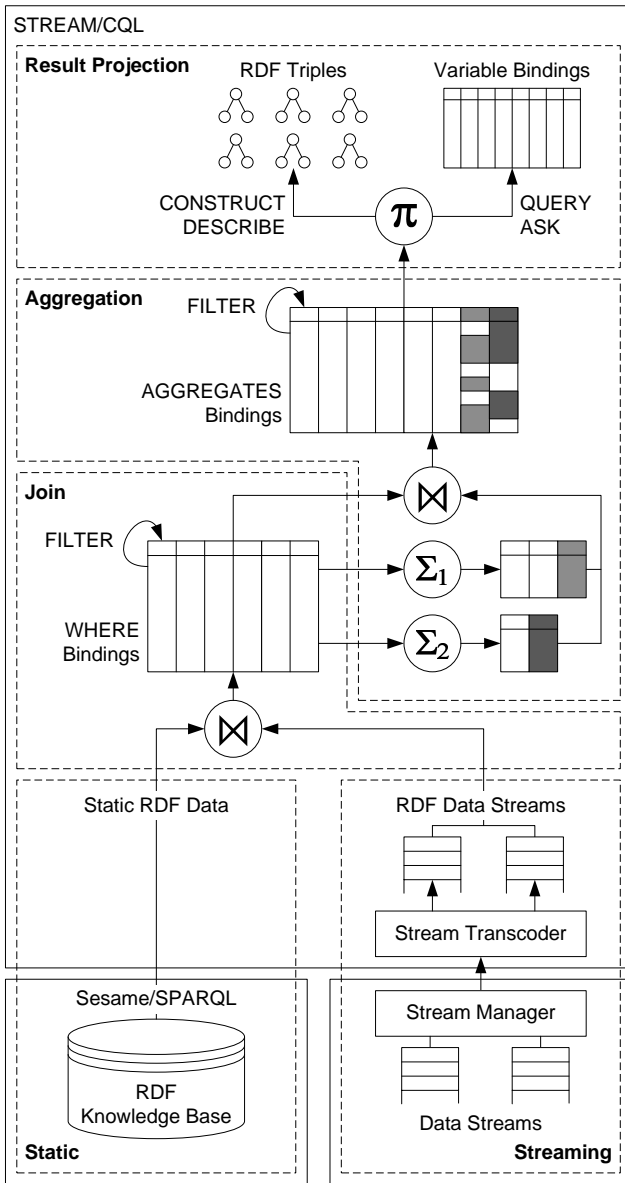 STREAM/CQL
Result Projection
RDF Triples
Variable Bindings
CONSTRUCT
DESCRIBE
π
QUERY
ASK
Aggregation
FILTER
AGGREGATES
Bindings
⋈
Join
FILTER
WHERE
Bindings
Σ1
Σ2
⋈
Static RDF Data
RDF Data Streams
Stream Transcoder
Sesame/SPARQL
Stream Manager
RDF
Knowledge Base
Data Streams
Static
Streaming